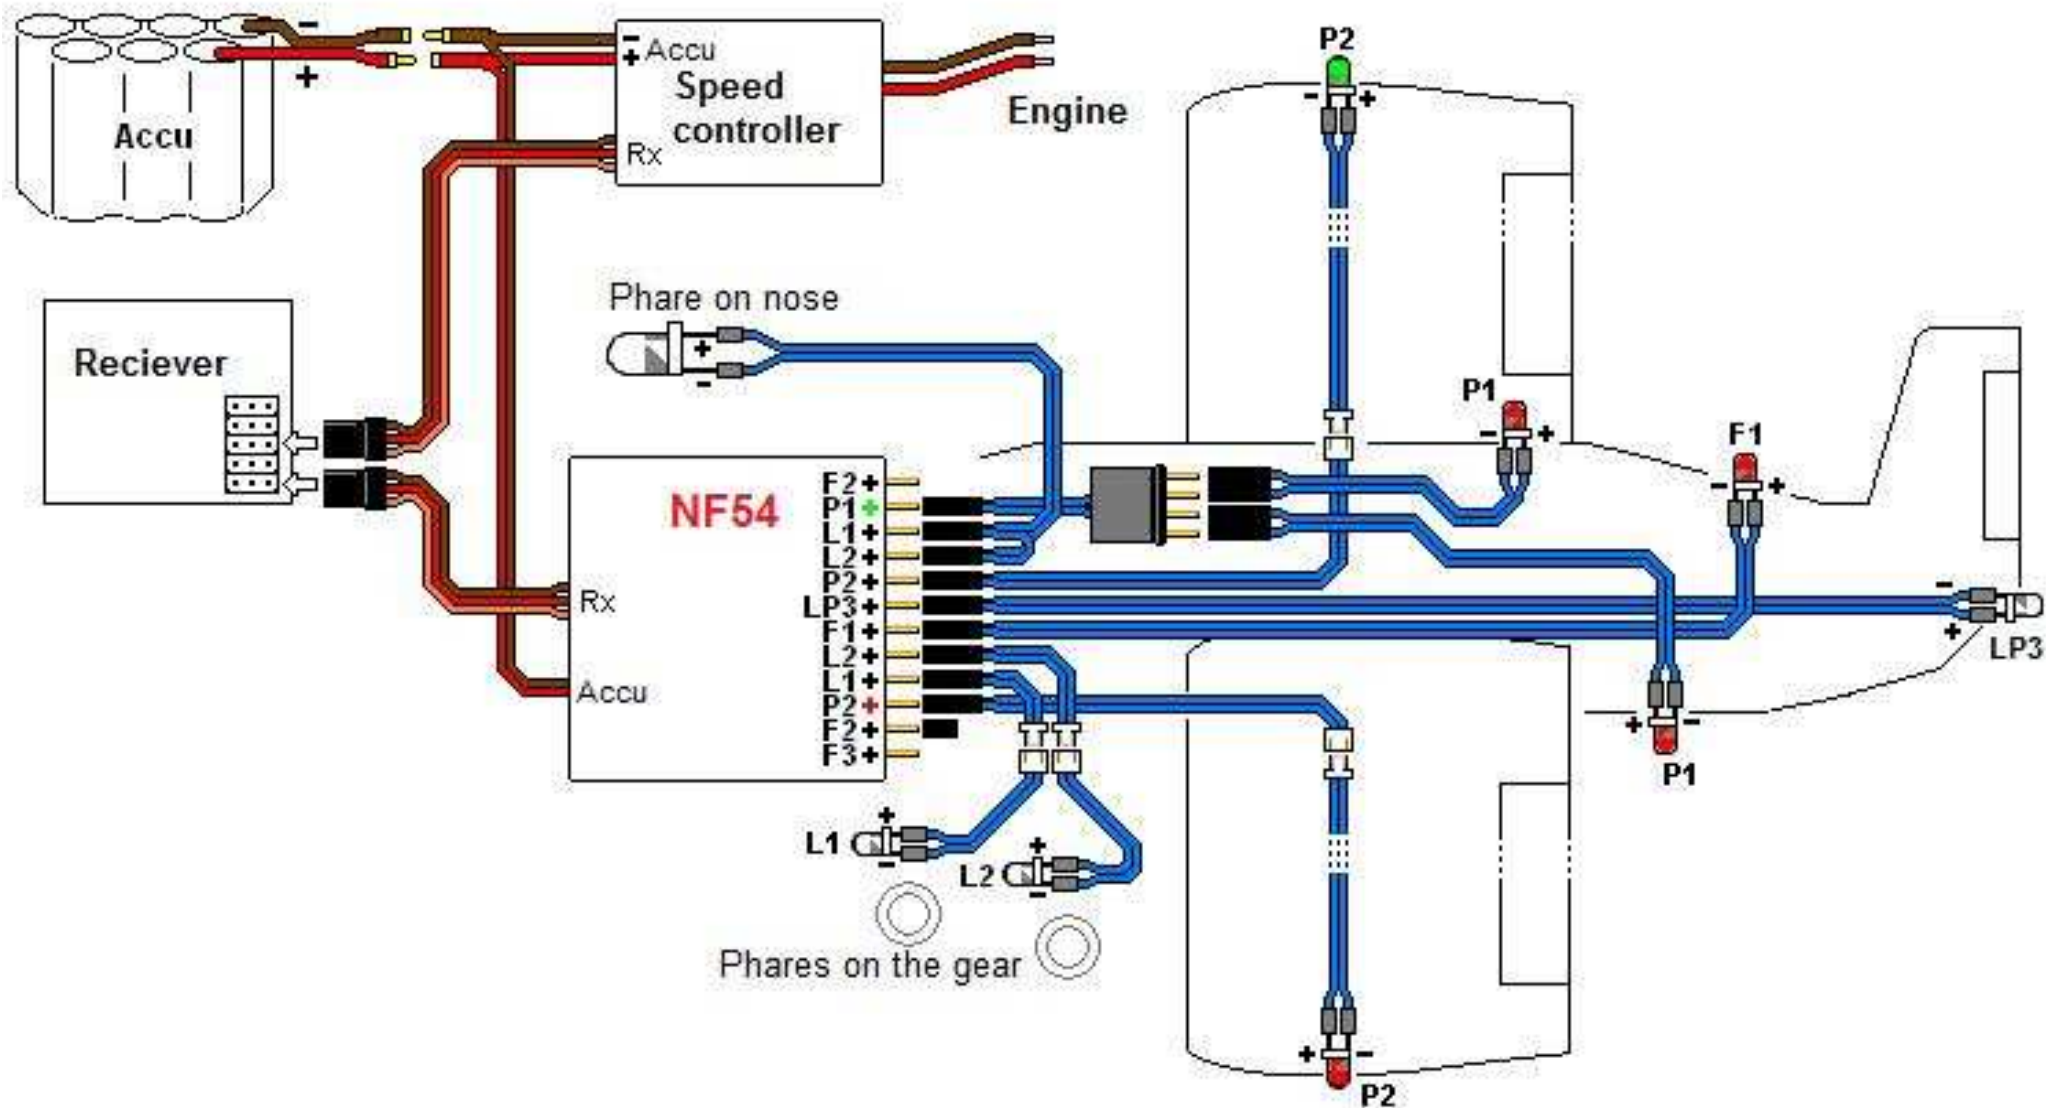 -
+
Accu
-
+ Accu
Speed
controller
Rx
Engine
P2
- +
Reciever
Phare on nose
+
-
NF54
Rx
Accu
F2 +
P1 +
L1 +
L2 +
P2 +
LP3 +
F1 +
L2 +
L1 +
P2 +
F2 +
F3 +
P1
- +
F1
- +
-
+
LP3
+ -
P1
+
L1
-
+
L2
-
Phares on the gear
+ -
P2